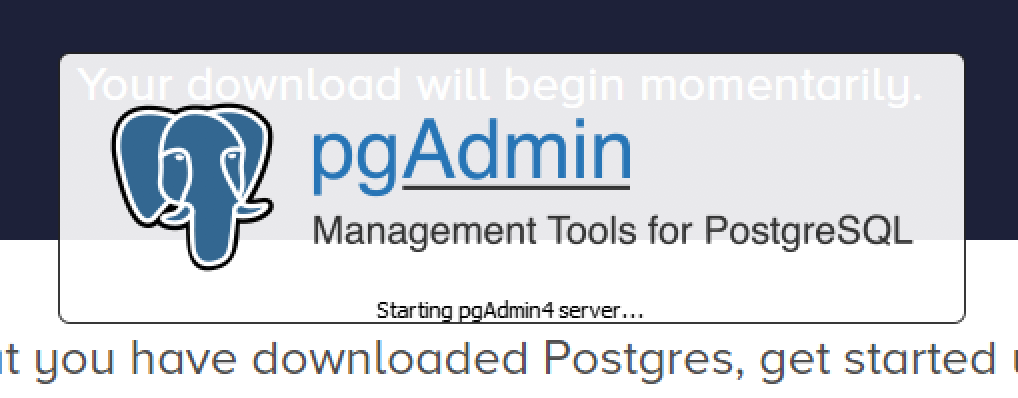 Your download will begin momentarily.
pgAdmin
Management Tools for PostgreSQL
Starting pgAdmin4 server...
you have downloaded Postgres, get started